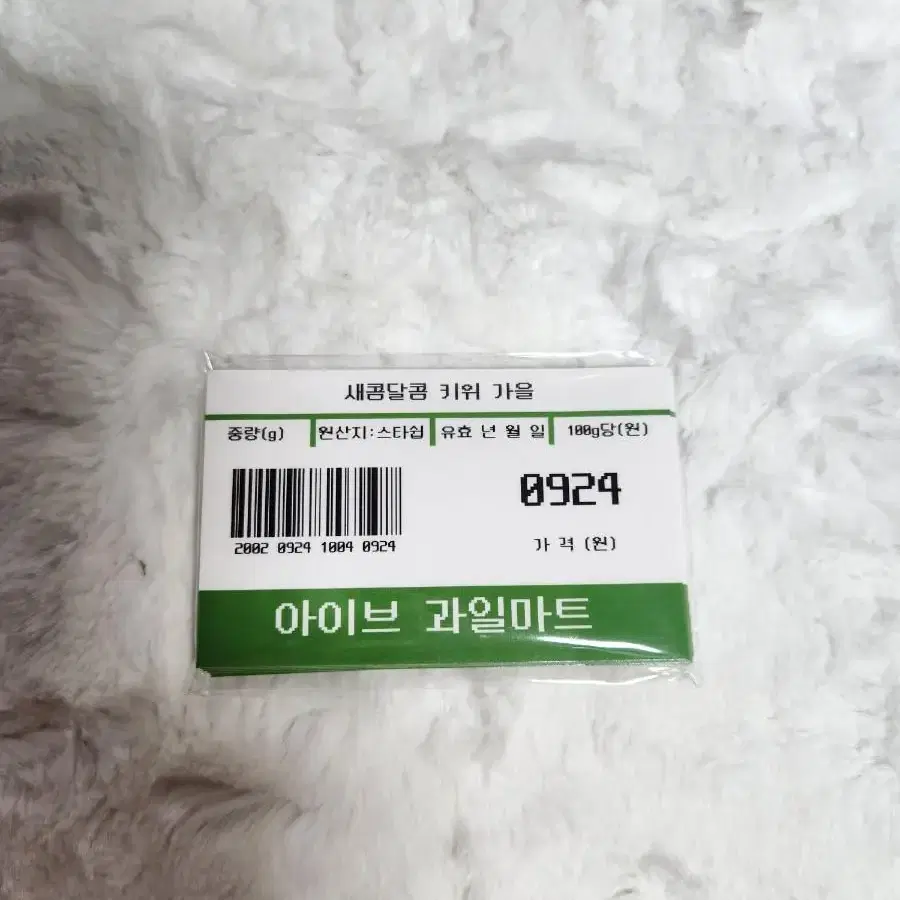 새콤달콤 키위 가을
중량(g) 원산지:스타쉽 유효 년 월 일 100g당(원)
0924
2002 0924 1004 0924
가 격 (원)
아이브 과일마트